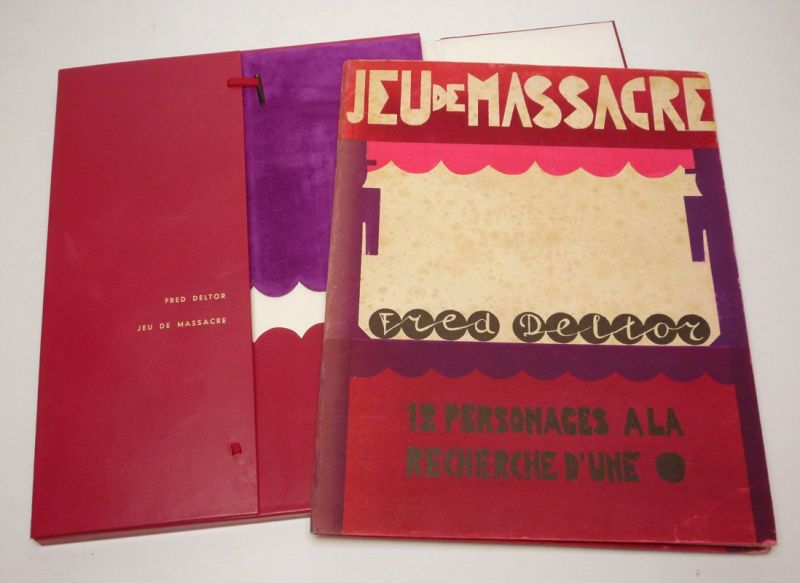 FRED DELTOR
JEU DE MASSACRE
JEU DE MASSACRE
Fred Deltor
12 PERSONAGES A LA
RECHERCHE D'UNE